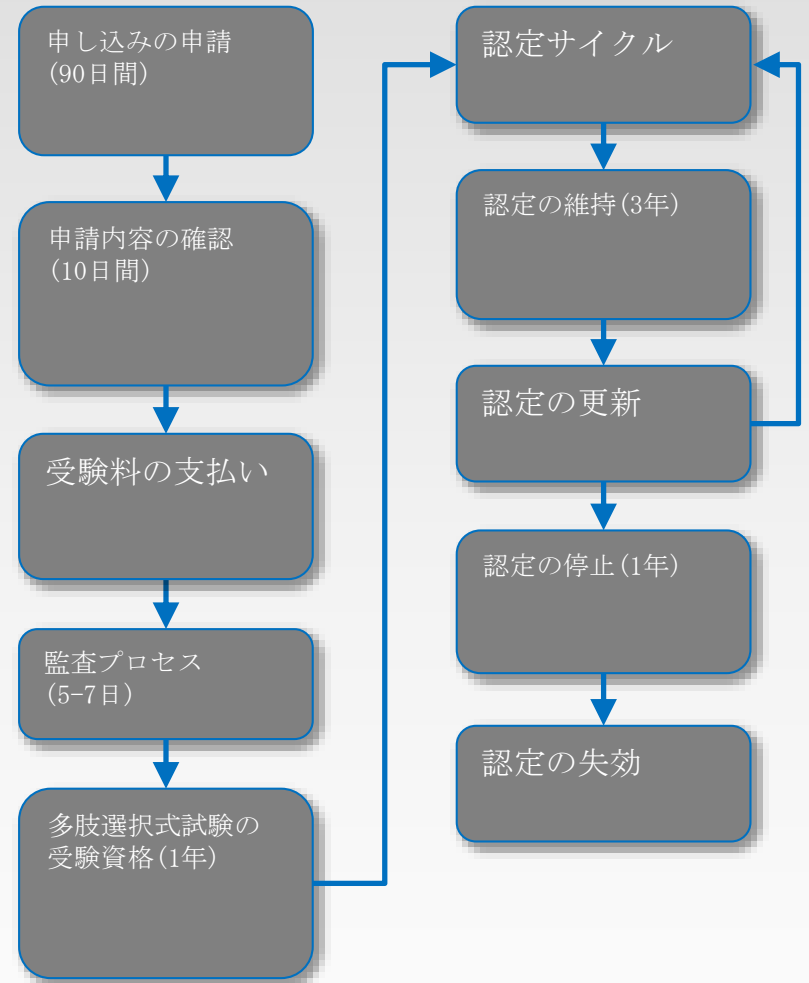 申し込みの申請
(90日間)
申請内容の確認
(10日間)
受験料の支払い
監査プロセス
(5-7日)
多肢選択式試験の
受験資格(1年)
認定サイクル
認定の維持(3年)
認定の更新
認定の停止(1年)
認定の失効